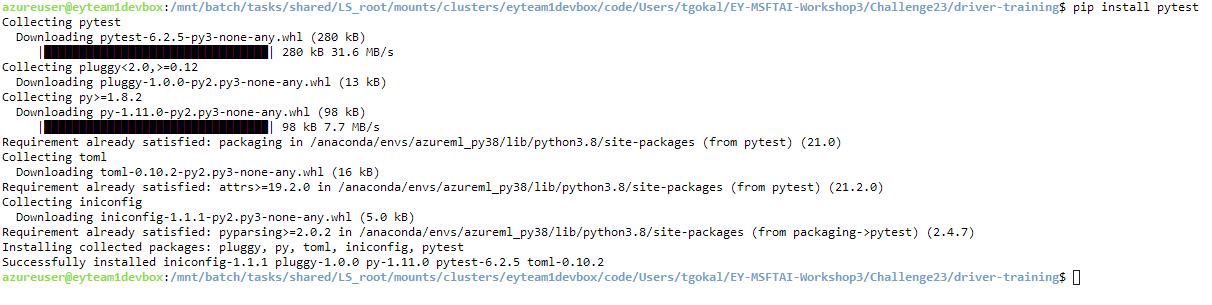 azureuser@eyteam1devbox:/mnt/batch/tasks/shared/LS_root/mounts/clusters/eyteam1devbox/code/Users/tgokal/EY-MSFTAI-Workshop3/Challenge23/driver-training$ pip install pytest
Collecting pytest
  Downloading pytest-6.2.5-py3-none-any.whl (280 kB)
     |████████████████████████████████| 280 kB 31.6 MB/s
Collecting pluggy<2.0,>=0.12
  Downloading pluggy-1.0.0-py2.py3-none-any.whl (13 kB)
Collecting py>=1.8.2
  Downloading py-1.11.0-py2.py3-none-any.whl (98 kB)
     |████████████████████████████████| 98 kB 7.7 MB/s
Requirement already satisfied: packaging in /anaconda/envs/azureml_py38/lib/python3.8/site-packages (from pytest) (21.0)
Collecting toml
  Downloading toml-0.10.2-py2.py3-none-any.whl (16 kB)
Requirement already satisfied: attrs>=19.2.0 in /anaconda/envs/azureml_py38/lib/python3.8/site-packages (from pytest) (21.2.0)
Collecting iniconfig
  Downloading iniconfig-1.1.1-py2.py3-none-any.whl (5.0 kB)
Requirement already satisfied: pyparsing>=2.0.2 in /anaconda/envs/azureml_py38/lib/python3.8/site-packages (from packaging->pytest) (2.4.7)
Installing collected packages: pluggy, py, toml, iniconfig, pytest
Successfully installed iniconfig-1.1.1 pluggy-1.0.0 py-1.11.0 pytest-6.2.5 toml-0.10.2
azureuser@eyteam1devbox:/mnt/batch/tasks/shared/LS_root/mounts/clusters/eyteam1devbox/code/Users/tgokal/EY-MSFTAI-Workshop3/Challenge23/driver-training$